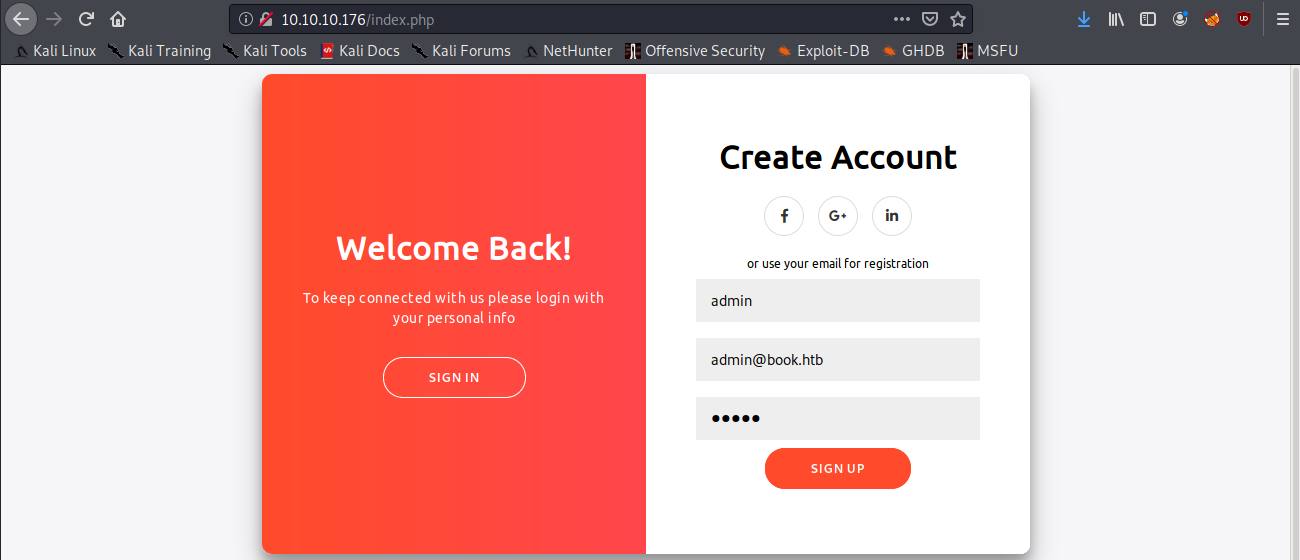 10.10.10.176/index.php
Kali Linux Kali Training Kali Tools Kali Docs Kali Forums NetHunter Offensive Security Exploit-DB GHDB MSFU
Welcome Back!
To keep connected with us please login with
your personal info
SIGN IN
Create Account
f G+ in
or use your email for registration
admin
admin@book.htb
●●●●●
SIGN UP